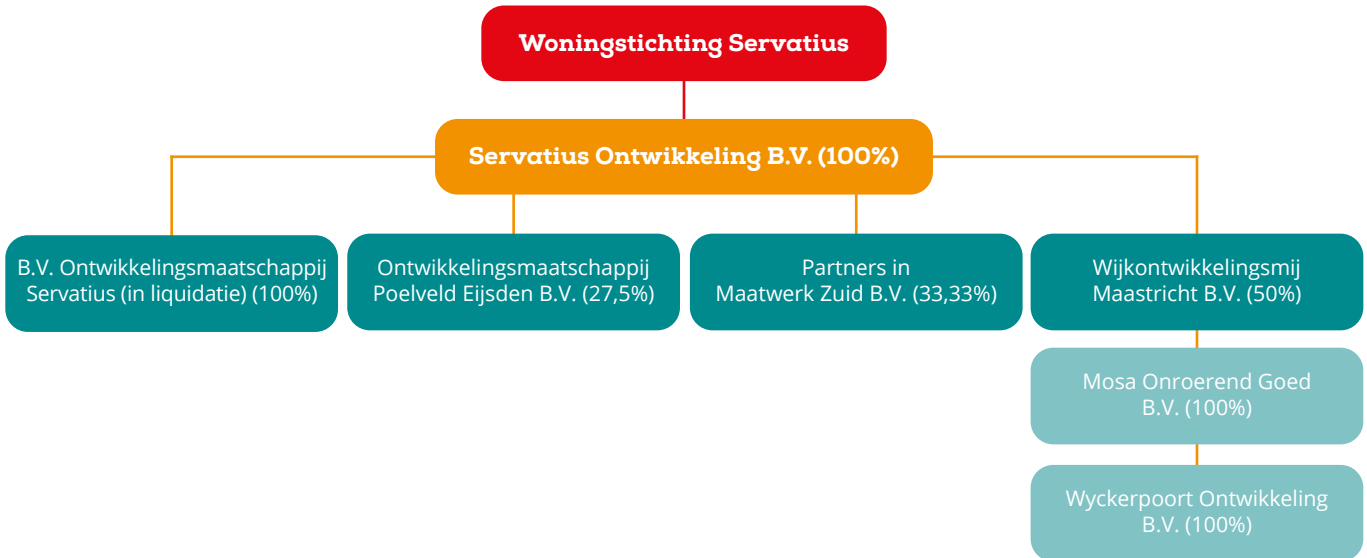 Woningstichting Servatius
Servatius Ontwikkeling B.V. (100%)
B.V. Ontwikkelingsmaatschappij
Servatius (in liquidatie) (100%)
Ontwikkelingsmaatschappij
Poelveld Eijsden B.V. (27,5%)
Partners in
Maatwerk Zuid B.V. (33,33%)
Wijkontwikkelingsmij
Maastricht B.V. (50%)
Mosa Onroerend Goed
B.V. (100%)
Wyckerpoort Ontwikkeling
B.V. (100%)